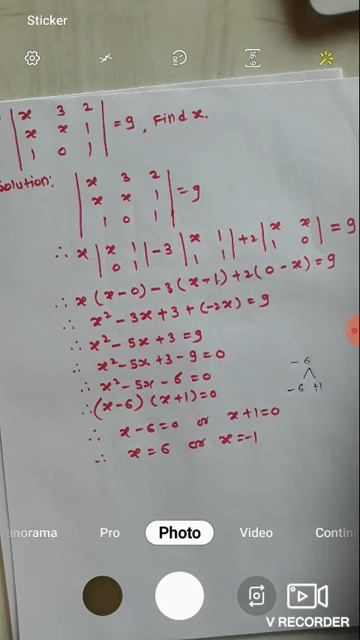 Sticker
OFF
| x 3 2 |
| x x 1 | = 9, Find x.
| 1 0 1 |
Solution: | x 3 2 |
| x x 1 | = 9
| 1 0 1 |
∴ x | x 1 | -3 | x 1 | +2 | x x | = 9
| 0 1 | | 1 1 | | 1 0 |
∴ x(x-0) -3(x-1) +2(0-x) = 9
∴ x² -3x + 3 + (-2x) = 9
∴ x² -5x + 3 = 9
∴ x² -5x + 3 - 9 = 0
∴ x² -5x - 6 = 0
-6
-6 +1
∴ (x-6) (x+1) = 0
∴ x-6=0 or x+1=0
∴ x=6 or x=-1
Pro Photo Video
V RECORDER